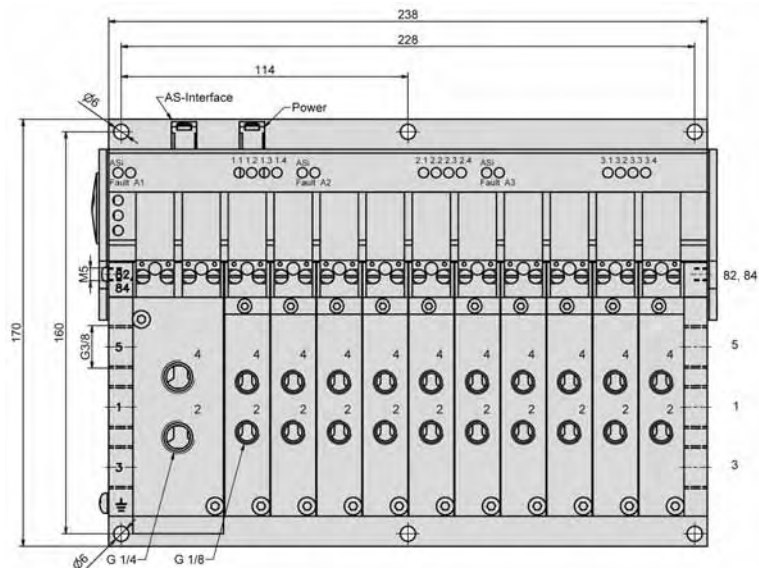 238
228
114
Ø6
AS-Interface
Power
ASi
1.1 1.2 1.3 1.4
ASi
2.1 2.2 2.3 2.4
ASi
3.1 3.2 3.3 3.4
Fault A1
Fault A2
Fault A3
M5
82,
84
82, 84
170
160
G3/8
5
4
4 4 4 4 4 4 4 4 4 4
5
1
2
2 2 2 2 2 2 2 2 2 2
1
3
3
Ø6
G 1/4
G 1/8